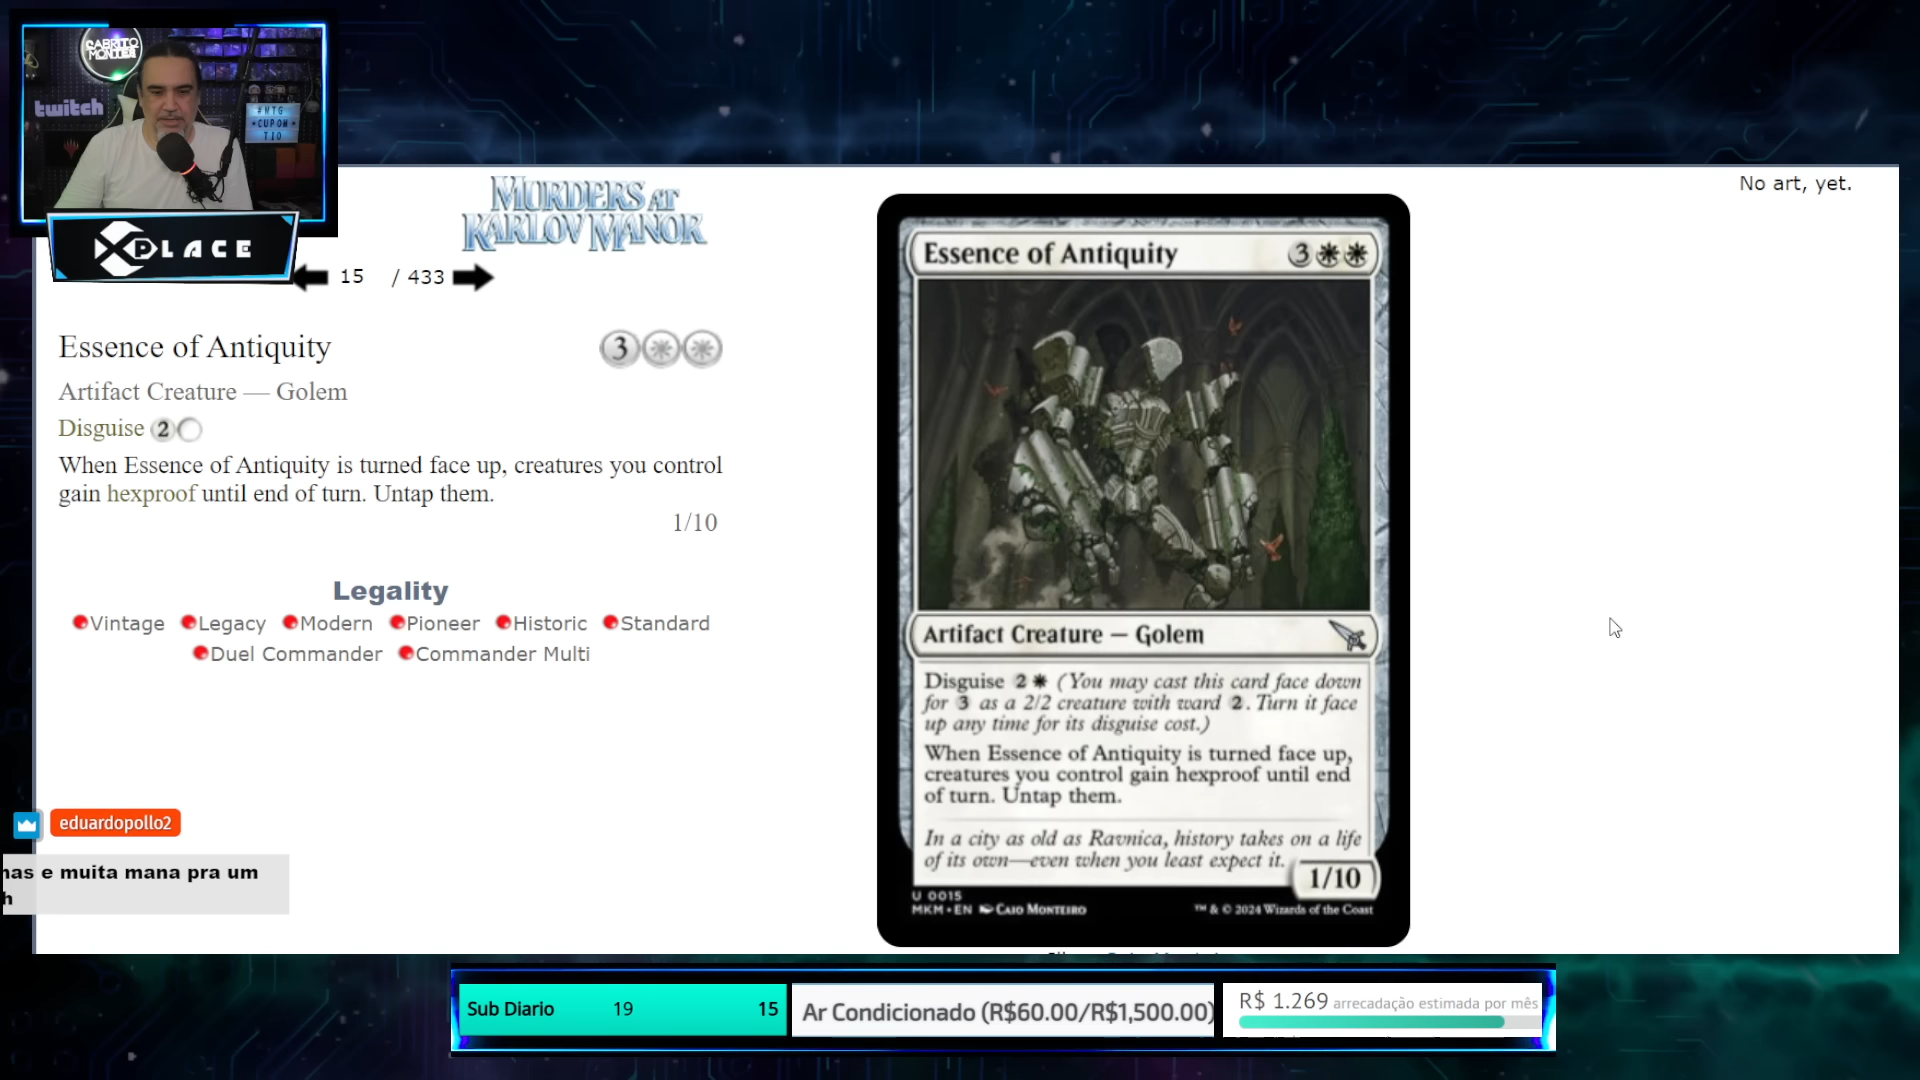 CABRITO
MONTES
twitch
#MTG
•CUPOM•
TIO
XPLACE
MURDERS AT
KARLOV MANOR
15 / 433
No art, yet.
Essence of Antiquity 3
Artifact Creature — Golem
Disguise 2
When Essence of Antiquity is turned face up, creatures you control
gain hexproof until end of turn. Untap them.
1/10
Legality
Vintage Legacy Modern Pioneer Historic Standard
Duel Commander Commander Multi
Essence of Antiquity 3
Artifact Creature — Golem
Disguise 2 (You may cast this card face down
for 3 as a 2/2 creature with ward 2. Turn it face
up any time for its disguise cost.)
When Essence of Antiquity is turned face up,
creatures you control gain hexproof until end
of turn. Untap them.
In a city as old as Ravnica, history takes on a life
of its own—even when you least expect it.
1/10
U 0015
MKM • EN Caio Monteiro
™ & © 2024 Wizards of the Coast
eduardopollo2
e muita mana pra um
Sub Diario 19 15
Ar Condicionado (R$60.00/R$1,500.00)
R$ 1.269 arrecadação estimada por mês